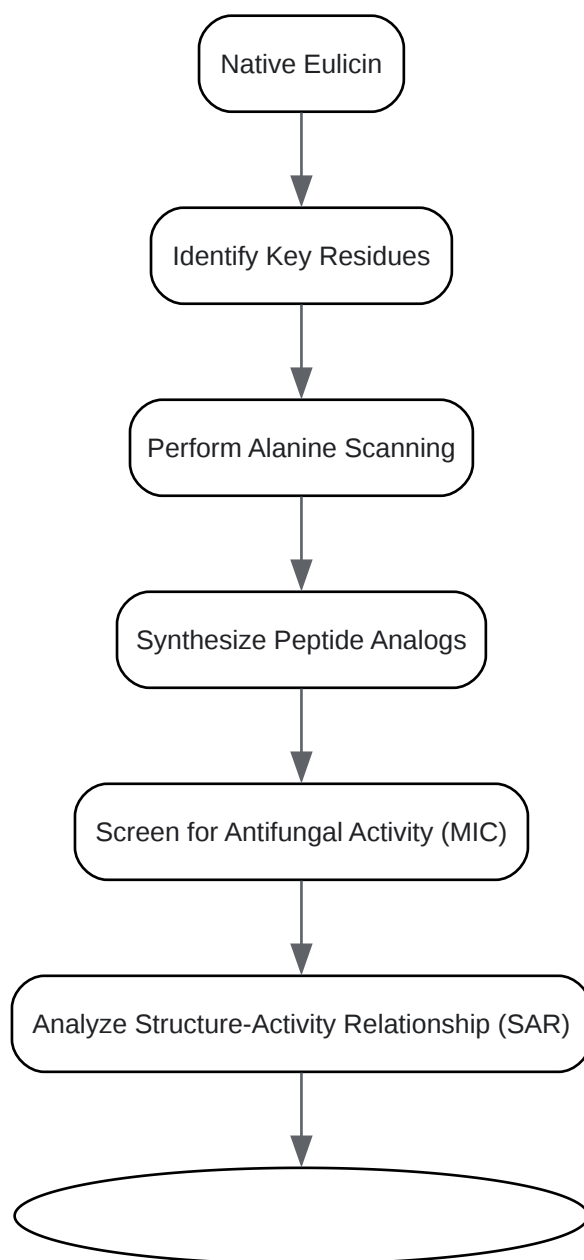 Native Eulicin
Identify Key Residues
Perform Alanine Scanning
Synthesize Peptide Analogs
Screen for Antifungal Activity (MIC)
Analyze Structure-Activity Relationship (SAR)